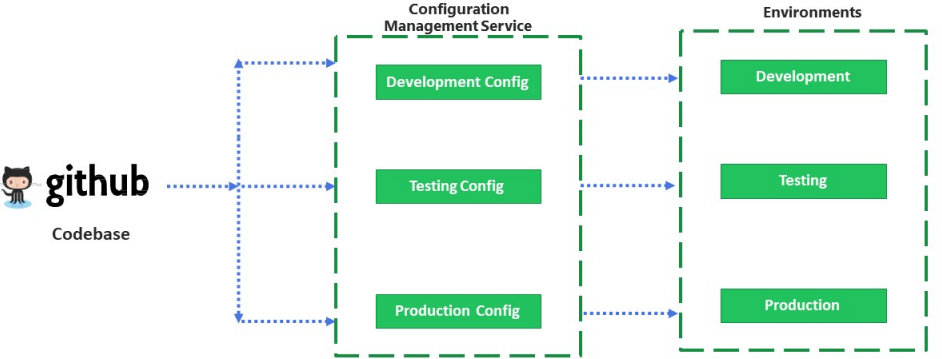 Configuration
Management Service
Environments
Development Config
Development
github
Codebase
Testing Config
Testing
Production Config
Production